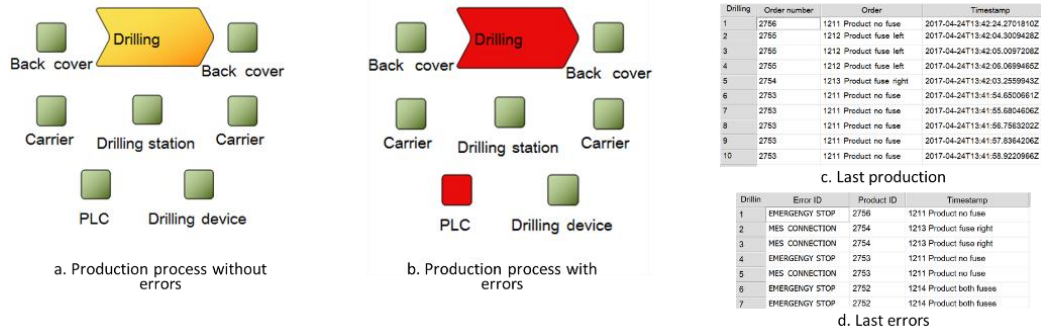 Drilling
Back cover
Back cover
Carrier
Drilling station
Carrier
PLC
Drilling device
a. Production process without
errors
Drilling
Back cover
Back cover
Carrier
Drilling station
Carrier
PLC
Drilling device
b. Production process with
errors
Drilling Order number Order Timestamp
1 2756 1211 Product no fuse 2017-04-24T13:42:24.2701810Z
2 2755 1212 Product fuse left 2017-04-24T13:42:04.3009428Z
3 2755 1212 Product fuse left 2017-04-24T13:42:05.0097208Z
4 2755 1212 Product fuse left 2017-04-24T13:42:06.0699465Z
5 2754 1213 Product fuse right 2017-04-24T13:42:03.2559943Z
6 2753 1211 Product no fuse 2017-04-24T13:41:54.6500661Z
7 2753 1211 Product no fuse 2017-04-24T13:41:55.6804606Z
8 2753 1211 Product no fuse 2017-04-24T13:41:56.7563202Z
9 2753 1211 Product no fuse 2017-04-24T13:41:57.8364206Z
10 2753 1211 Product no fuse 2017-04-24T13:41:58.9220966Z
c. Last production
Drillin Error ID Product ID Timestamp
1 EMERGENGY STOP 2756 1211 Product no fuse
2 MES CONNECTION 2754 1213 Product fuse right
3 MES CONNECTION 2754 1213 Product fuse right
4 EMERGENGY STOP 2753 1211 Product no fuse
5 MES CONNECTION 2753 1211 Product no fuse
6 EMERGENGY STOP 2752 1214 Product both fuses
7 EMERGENGY STOP 2752 1214 Product both fuses
d. Last errors